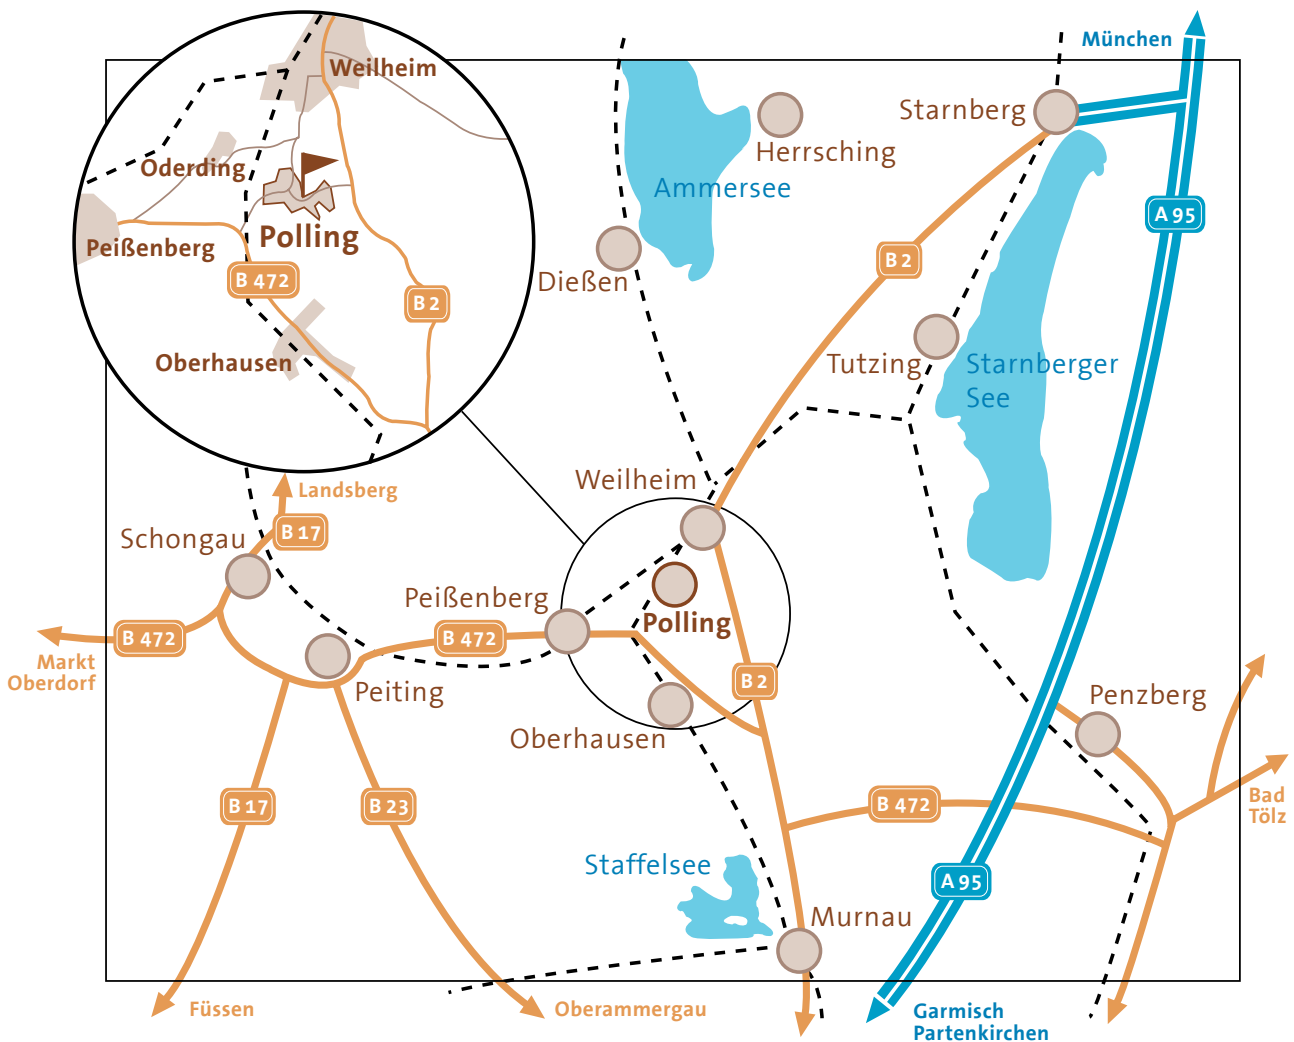 München
Weilheim
Starnberg
Herrsching
Oderding
Ammersee
A 95
Polling
Peißenberg
B 2
B 472
Dießen
B 2
Oberhausen
Tutzing
Starnberger
See
Weilheim
Landsberg
B 17
Schongau
Peißenberg
Polling
B 472
B 472
Markt
Oberdorf
B 2
Peiting
Penzberg
Oberhausen
B 17
B 23
B 472
Bad
Tölz
Staffelsee
A 95
Murnau
Füssen
Oberammergau
Garmisch
Partenkirchen